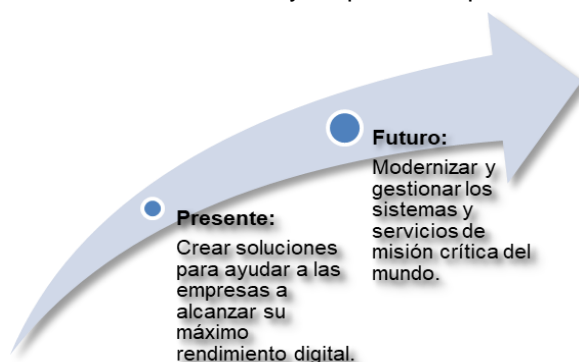 Presente:
Crear soluciones
para ayudar a las
empresas a
alcanzar su
máximo
rendimiento digital.
Futuro:
Modernizar y
gestionar los
sistemas y
servicios de
misión crítica del
mundo.